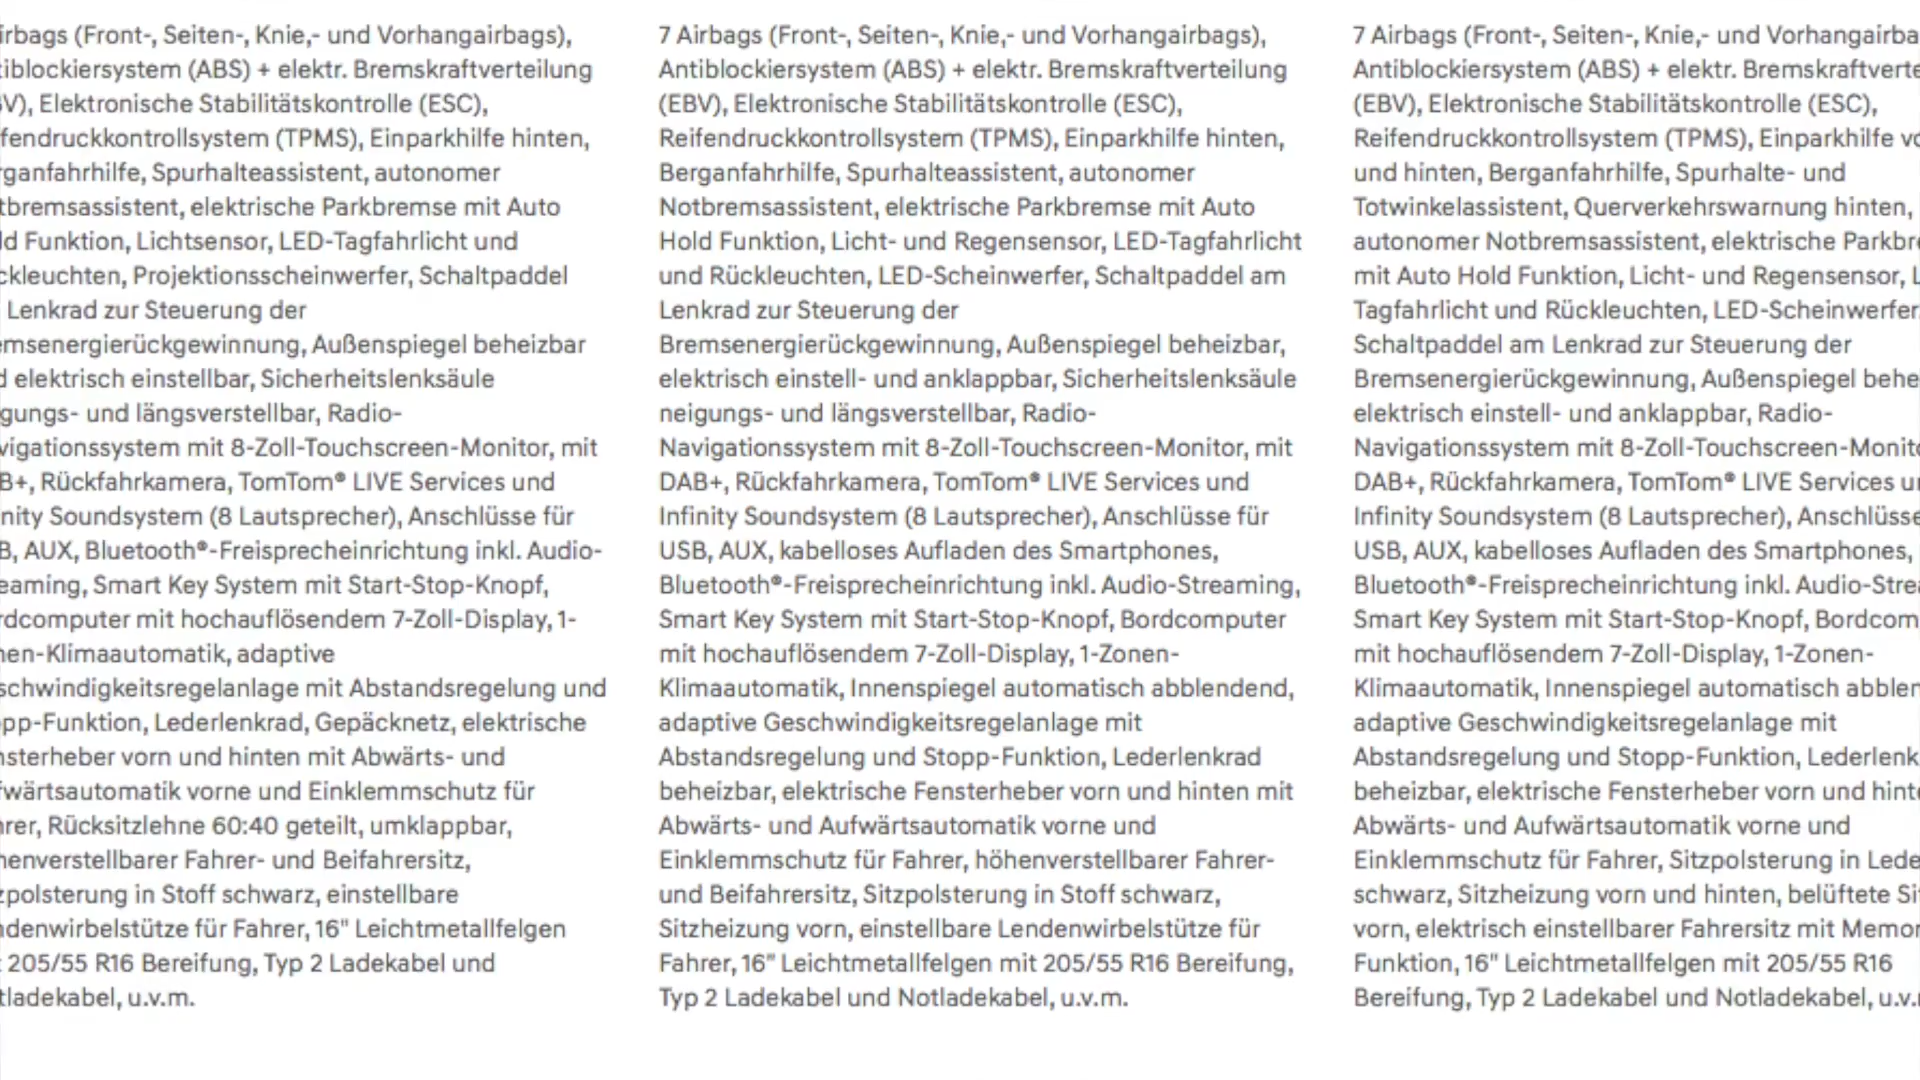 irbags (Front-, Seiten-, Knie,- und Vorhangairbags),
tiblockiersystem (ABS) + elektr. Bremskraftverteilung
BV), Elektronische Stabilitätskontrolle (ESC),
fendruckkontrollsystem (TPMS), Einparkhilfe hinten,
rganfahrhilfe, Spurhalteassistent, autonomer
tbremsassistent, elektrische Parkbremse mit Auto
ld Funktion, Lichtsensor, LED-Tagfahrlicht und
ckleuchten, Projektionsscheinwerfer, Schaltpaddel
Lenkrad zur Steuerung der
emsenergierückgewinnung, Außenspiegel beheizbar
d elektrisch einstellbar, Sicherheitslenksäule
gungs- und längsverstellbar, Radio-
vigationssystem mit 8-Zoll-Touchscreen-Monitor, mit
B+, Rückfahrkamera, TomTom® LIVE Services und
nity Soundsystem (8 Lautsprecher), Anschlüsse für
B, AUX, Bluetooth®-Freisprecheinrichtung inkl. Audio-
eaming, Smart Key System mit Start-Stop-Knopf,
rdcomputer mit hochauflösendem 7-Zoll-Display, 1-
nen-Klimaautomatik, adaptive
schwindigkeitsregelanlage mit Abstandsregelung und
opp-Funktion, Lederlenkrad, Gepäcknetz, elektrische
nsterheber vorn und hinten mit Abwärts- und
fwärtsautomatik vorne und Einklemmschutz für
hrer, Rücksitzlehne 60:40 geteilt, umklappbar,
henverstellbarer Fahrer- und Beifahrersitz,
zpolsterung in Stoff schwarz, einstellbare
ndenwirbelstütze für Fahrer, 16" Leichtmetallfelgen
t 205/55 R16 Bereifung, Typ 2 Ladekabel und
tladekabel, u.v.m.
7 Airbags (Front-, Seiten-, Knie,- und Vorhangairbags),
Antiblockiersystem (ABS) + elektr. Bremskraftverteilung
(EBV), Elektronische Stabilitätskontrolle (ESC),
Reifendruckkontrollsystem (TPMS), Einparkhilfe hinten,
Berganfahrhilfe, Spurhalteassistent, autonomer
Notbremsassistent, elektrische Parkbremse mit Auto
Hold Funktion, Licht- und Regensensor, LED-Tagfahrlicht
und Rückleuchten, LED-Scheinwerfer, Schaltpaddel am
Lenkrad zur Steuerung der
Bremsenergierückgewinnung, Außenspiegel beheizbar,
elektrisch einstell- und anklappbar, Sicherheitslenksäule
neigungs- und längsverstellbar, Radio-
Navigationssystem mit 8-Zoll-Touchscreen-Monitor, mit
DAB+, Rückfahrkamera, TomTom® LIVE Services und
Infinity Soundsystem (8 Lautsprecher), Anschlüsse für
USB, AUX, kabelloses Aufladen des Smartphones,
Bluetooth®-Freisprecheinrichtung inkl. Audio-Streaming,
Smart Key System mit Start-Stop-Knopf, Bordcomputer
mit hochauflösendem 7-Zoll-Display, 1-Zonen-
Klimaautomatik, Innenspiegel automatisch abblendend,
adaptive Geschwindigkeitsregelanlage mit
Abstandsregelung und Stopp-Funktion, Lederlenkrad
beheizbar, elektrische Fensterheber vorn und hinten mit
Abwärts- und Aufwärtsautomatik vorne und
Einklemmschutz für Fahrer, höhenverstellbarer Fahrer-
und Beifahrersitz, Sitzpolsterung in Stoff schwarz,
Sitzheizung vorn, einstellbare Lendenwirbelstütze für
Fahrer, 16" Leichtmetallfelgen mit 205/55 R16 Bereifung,
Typ 2 Ladekabel und Notladekabel, u.v.m.
7 Airbags (Front-, Seiten-, Knie,- und Vorhangairba
Antiblockiersystem (ABS) + elektr. Bremskraftverte
(EBV), Elektronische Stabilitätskontrolle (ESC),
Reifendruckkontrollsystem (TPMS), Einparkhilfe vo
und hinten, Berganfahrhilfe, Spurhalte- und
Totwinkelassistent, Querverkehrswarnung hinten,
autonomer Notbremsassistent, elektrische Parkbre
mit Auto Hold Funktion, Licht- und Regensensor, L
Tagfahrlicht und Rückleuchten, LED-Scheinwerfer,
Schaltpaddel am Lenkrad zur Steuerung der
Bremsenergierückgewinnung, Außenspiegel behe
elektrisch einstell- und anklappbar, Radio-
Navigationssystem mit 8-Zoll-Touchscreen-Monito
DAB+, Rückfahrkamera, TomTom® LIVE Services un
Infinity Soundsystem (8 Lautsprecher), Anschlüsse
USB, AUX, kabelloses Aufladen des Smartphones,
Bluetooth®-Freisprecheinrichtung inkl. Audio-Strea
Smart Key System mit Start-Stop-Knopf, Bordcom
mit hochauflösendem 7-Zoll-Display, 1-Zonen-
Klimaautomatik, Innenspiegel automatisch abblen
adaptive Geschwindigkeitsregelanlage mit
Abstandsregelung und Stopp-Funktion, Lederlenk
beheizbar, elektrische Fensterheber vorn und hinte
Abwärts- und Aufwärtsautomatik vorne und
Einklemmschutz für Fahrer, Sitzpolsterung in Lede
schwarz, Sitzheizung vorn und hinten, belüftete Sit
vorn, elektrisch einstellbarer Fahrersitz mit Memor
Funktion, 16" Leichtmetallfelgen mit 205/55 R16
Bereifung, Typ 2 Ladekabel und Notladekabel, u.v.